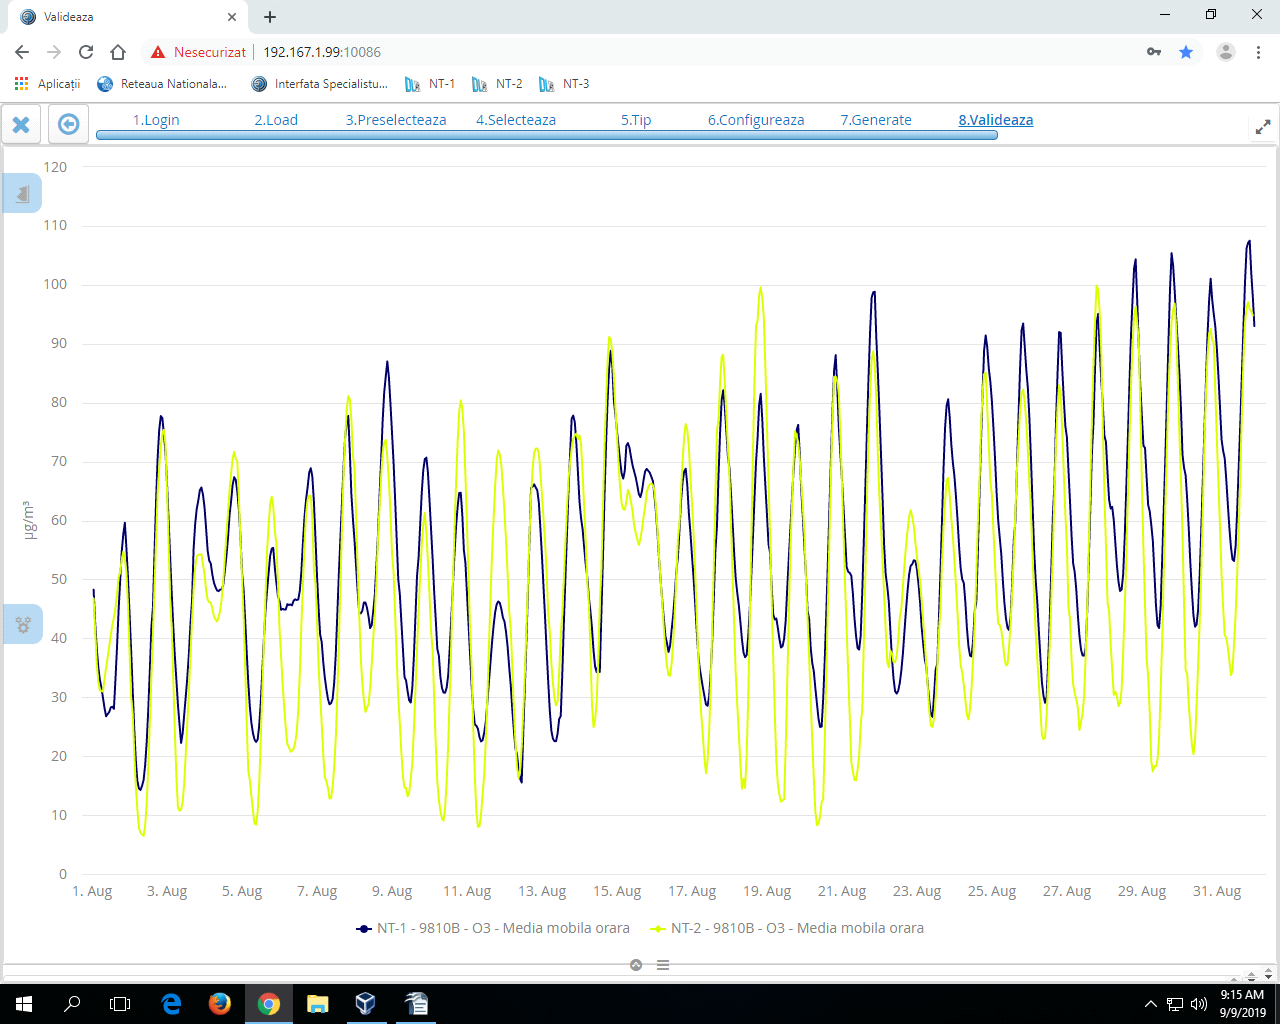 Valideaza
Nesecurizat 192.167.1.99:10086
Aplicații Reteaua Nationala... Interfata Specialistu... NT-1 NT-2 NT-3
1.Login 2.Load 3.Preselecteaza 4.Selecteaza 5.Tip 6.Configureaza 7.Generate 8.Valideaza
120
110
100
90
80
70
60
50
40
30
20
10
0
µg/m³
1. Aug 3. Aug 5. Aug 7. Aug 9. Aug 11. Aug 13. Aug 15. Aug 17. Aug 19. Aug 21. Aug 23. Aug 25. Aug 27. Aug 29. Aug 31. Aug
NT-1 - 9810B - O3 - Media mobila orara NT-2 - 9810B - O3 - Media mobila orara
9:15 AM
9/9/2019